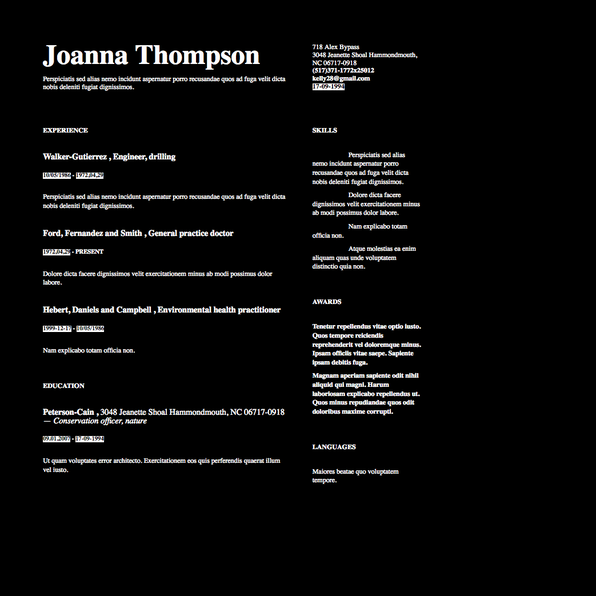 Joanna Thompson
Perspiciatis sed alias nemo incidunt aspernatur porro recusandae quos ad fuga velit dicta
nobis deleniti fugiat dignissimos.
718 Alex Bypass
3048 Jeanette Shoal Hammondmouth,
NC 06717-0918
(517)371-1772x25012
kelly28@gmail.com
17-09-1994
EXPERIENCE
Walker-Gutierrez , Engineer, drilling
10/05/1986 - 1972.04.29
Perspiciatis sed alias nemo incidunt aspernatur porro recusandae quos ad fuga velit dicta
nobis deleniti fugiat dignissimos.
Ford, Fernandez and Smith , General practice doctor
1972.04.29 - PRESENT
Dolore dicta facere dignissimos velit exercitationem minus ab modi possimus dolor
labore.
Hebert, Daniels and Campbell , Environmental health practitioner
1999-12-17 - 10/05/1986
Nam explicabo totam officia non.
EDUCATION
Peterson-Cain , 3048 Jeanette Shoal Hammondmouth, NC 06717-0918
— Conservation officer, nature
09.01.2005 - 17-09-1994
Ut quam voluptates error architecto. Exercitationem eos quis perferendis quaerat illum
vel iusto.
SKILLS
Perspiciatis sed alias
nemo incidunt aspernatur porro
recusandae quos ad fuga velit dicta
nobis deleniti fugiat dignissimos.
Dolore dicta facere
dignissimos velit exercitationem minus
ab modi possimus dolor labore.
Nam explicabo totam
officia non.
Atque molestias ea enim
aliquam quas unde voluptatem
distinctio quia non.
AWARDS
Tenetur repellendus vitae optio iusto.
Quos tempore reiciendis
reprehenderit vel doloremque minus.
Ipsam officiis vitae saepe. Sapiente
ipsam debitis fuga.
Magnam aperiam sapiente odit nihil
aliquid qui magni. Harum
laboriosam explicabo repellendus ut.
Quos minus repudiandae quos odit
doloribus maxime corrupti.
LANGUAGES
Maiores beatae quo voluptatem
tempore.